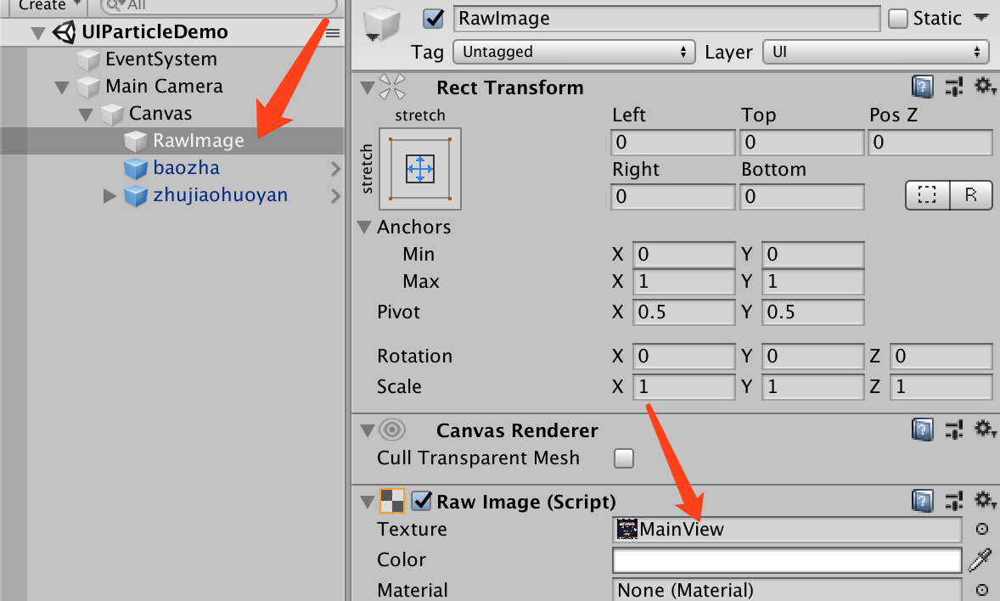 Create
All
UIParticleDemo
EventSystem
Main Camera
Canvas
RawImage
baozha
zhujiaohuoyan
RawImage
Static
Tag
Untagged
Layer
UI
Rect Transform
stretch
stretch
Left
Top
Pos Z
0
0
0
Right
Bottom
0
0
R
Anchors
Min
X 0
Y 0
Max
X 1
Y 1
Pivot
X 0.5
Y 0.5
Rotation
X 0
Y 0
Z 0
Scale
X 1
Y 1
Z 1
Canvas Renderer
Cull Transparent Mesh
Raw Image (Script)
Texture
MainView
Color
Material
None (Material)